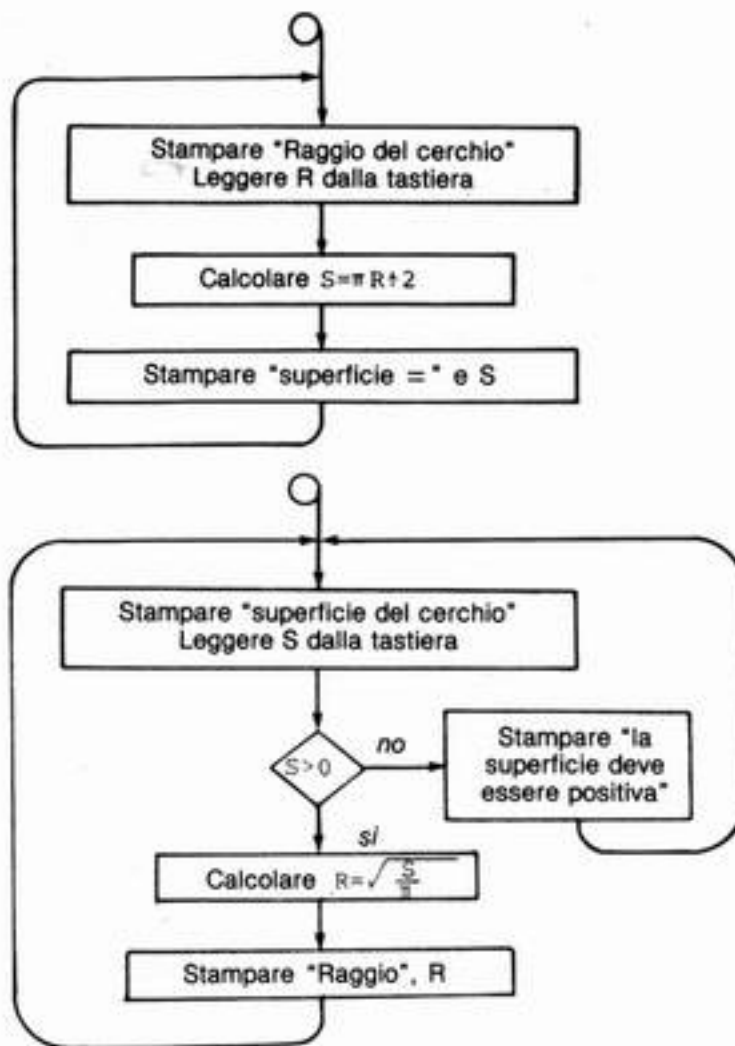 Stampare "Raggio del cerchio"
Leggere R dalla tastiera
Calcolare S=πR↑2
Stampare "superficie =" e S
Stampare "superficie del cerchio"
Leggere S dalla tastiera
S>0
no
Stampare "la
superficie deve
essere positiva"
si
Calcolare R=√S/π
Stampare "Raggio", R